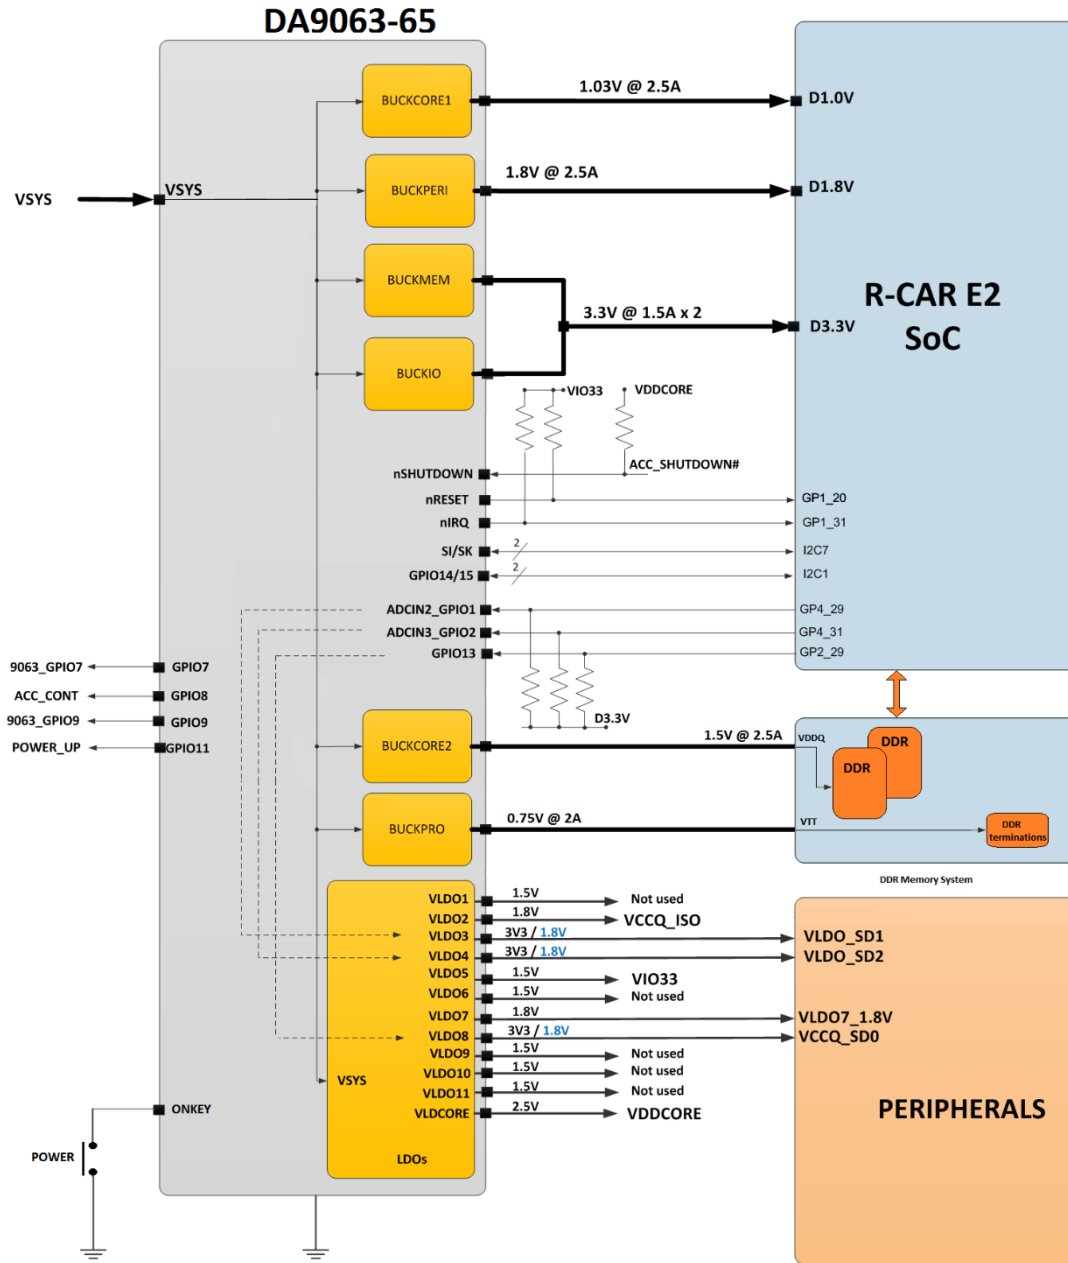 DA9063-65
BUCKCORE1
1.03V @ 2.5A
D1.0V
BUCKPERI
1.8V @ 2.5A
D1.8V
VSYS
VSYS
BUCKMEM
R-CAR E2
SoC
3.3V @ 1.5A x 2
D3.3V
BUCKIO
VIO33
VDDCORE
nSHUTDOWN
ACC_SHUTDOWN#
nRESET
GP1_20
nIRQ
GP1_31
SI/SK
2
I2C7
GPIO14/15
2
I2C1
ADCIN2_GPIO1
GP4_29
ADCIN3_GPIO2
GP4_31
GPIO13
GP2_29
9063_GPIO7
GPIO7
ACC_CONT
GPIO8
9063_GPIO9
GPIO9
POWER_UP
GPIO11
D3.3V
BUCKCORE2
1.5V @ 2.5A
VDDQ
DDR
DDR
BUCKPRO
0.75V @ 2A
VTT
DDR
terminations
DDR Memory System
VLDO1
1.5V
Not used
VLDO2
1.8V
VCCQ_ISO
VLDO3
3V3 / 1.8V
VLDO_SD1
VLDO4
3V3 / 1.8V
VLDO_SD2
VLDO5
1.5V
VIO33
VLDO6
1.5V
Not used
VLDO7
1.8V
VLDO7_1.8V
VLDO8
3V3 / 1.8V
VCCQ_SD0
VLDO9
1.5V
Not used
VLDO10
1.5V
Not used
VLDO11
1.5V
Not used
VLDCORE
2.5V
VDDCORE
VSYS
LDOs
PERIPHERALS
ONKEY
POWER